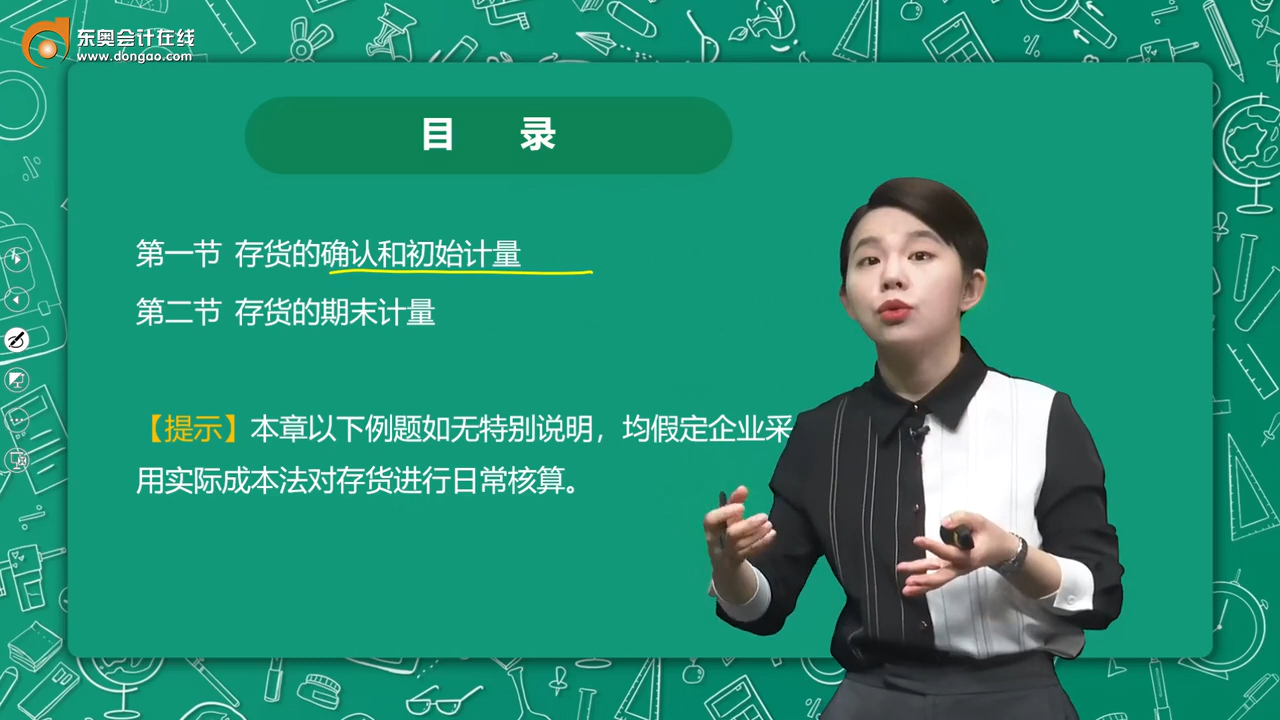 东奥会计在线
www.dongao.com
目 录
第一节 存货的确认和初始计量
第二节 存货的期末计量
【提示】本章以下例题如无特别说明，均假定企业采
用实际成本法对存货进行日常核算。